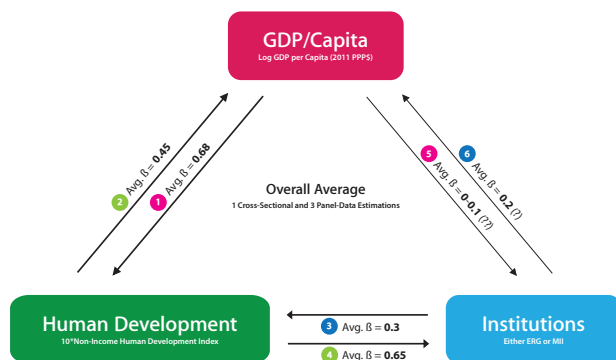 GDP/Capita
Log GDP per Capita (2011 PPP$)
2 Avg. ß = 0.45
1 Avg. ß = 0.68
5 Avg. ß = 0-0.1 (??)
6 Avg. ß = 0.2 (?)
Overall Average
1 Cross-Sectional and 3 Panel-Data Estimations
Human Development
10*Non-Income Human Development Index
3 Avg. ß = 0.3
4 Avg. ß = 0.65
Institutions
Either ERG or MII